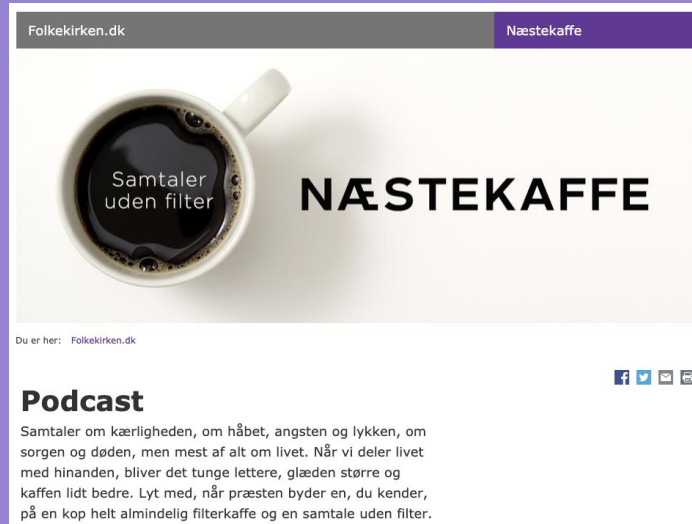 Folkekirken.dk
Næstekaffe
Samtaler
uden filter
NÆSTEKAFFE
Du er her: Folkekirken.dk
Podcast
Samtaler om kærligheden, om håbet, angsten og lykken, om
sorgen og døden, men mest af alt om livet. Når vi deler livet
med hinanden, bliver det tunge lettere, glæden større og
kaffen lidt bedre. Lyt med, når præsten byder en, du kender,
på en kop helt almindelig filterkaffe og en samtale uden filter.